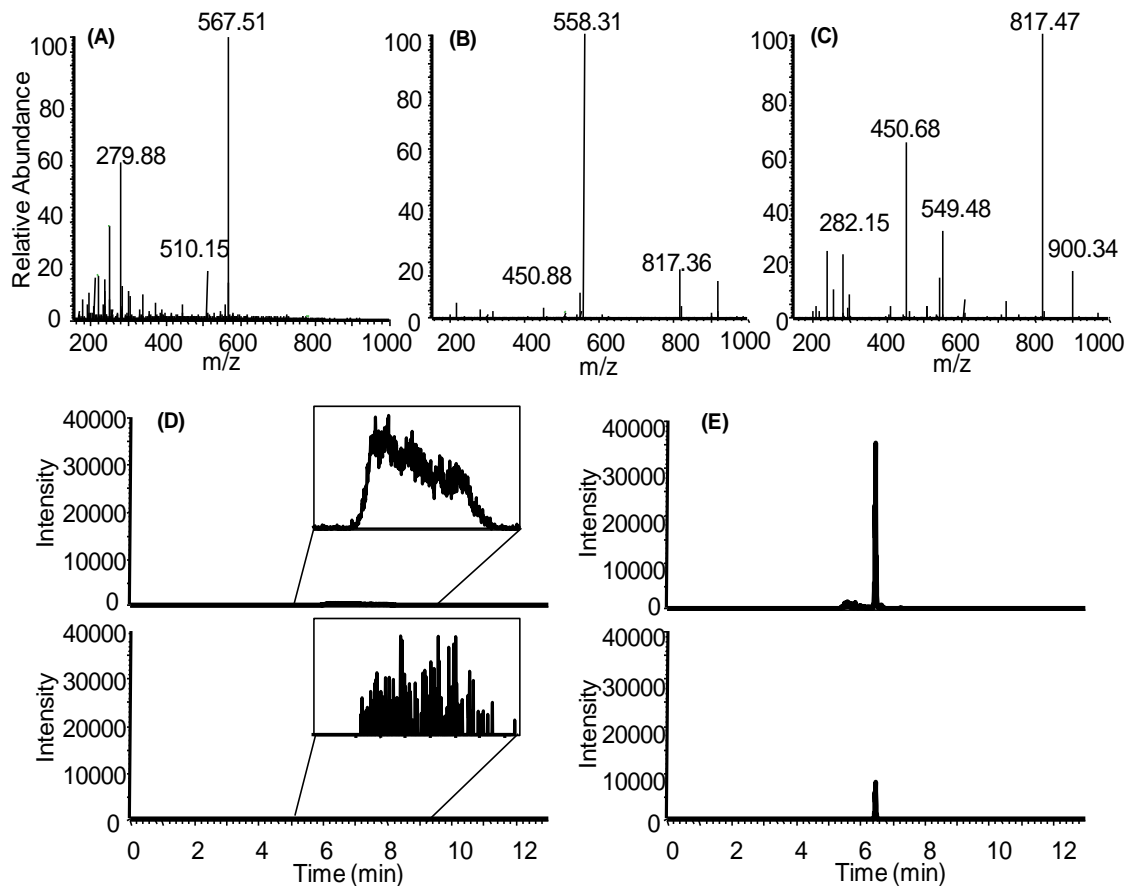 (A)
567.51
279.88
510.15
Relative Abundance
100
80
60
40
20
0
200 400 600 800 1000
m/z
(B)
558.31
450.88
817.36
100
80
60
40
20
0
200 400 600 800 1000
m/z
(C)
817.47
450.68
282.15
549.48
900.34
100
80
60
40
20
0
200 400 600 800 1000
m/z
(D)
Intensity
40000
30000
20000
10000
0
Intensity
40000
30000
20000
10000
0
0 2 4 6 8 10 12
Time (min)
(E)
Intensity
40000
30000
20000
10000
0
Intensity
40000
30000
20000
10000
0
0 2 4 6 8 10 12
Time (min)